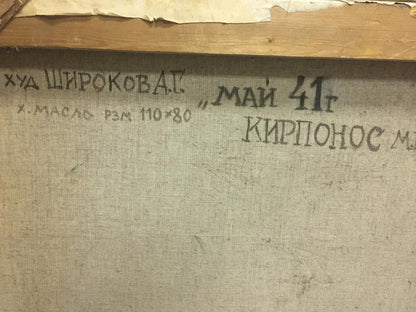 худ ШИРОКОВ А.Г. „МАЙ 41г
х. МАСЛО РЗМ 110×80
КИРПОНОС М.